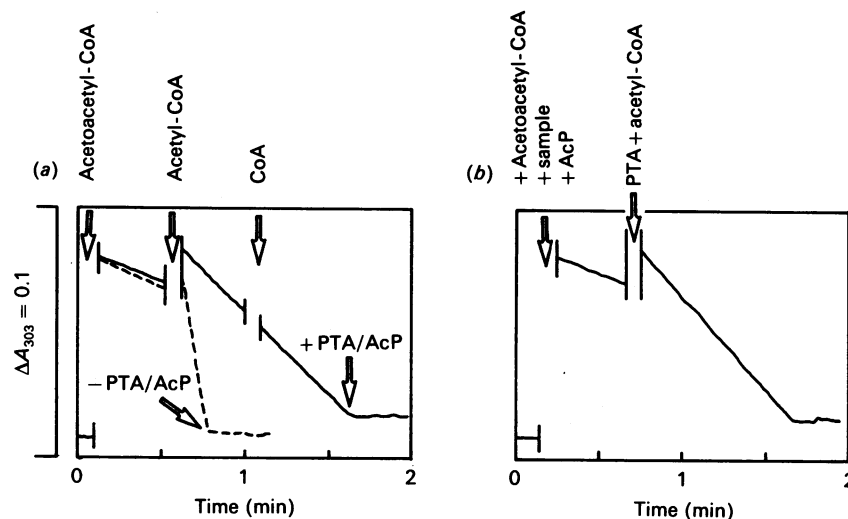 (a)
Acetoacetyl-CoA
Acetyl-CoA
CoA
ΔA303 = 0.1
−PTA/AcP
+PTA/AcP
0
1
2
Time (min)
(b)
+ Acetoacetyl-CoA
+sample
+AcP
PTA+acetyl-CoA
0
1
2
Time (min)